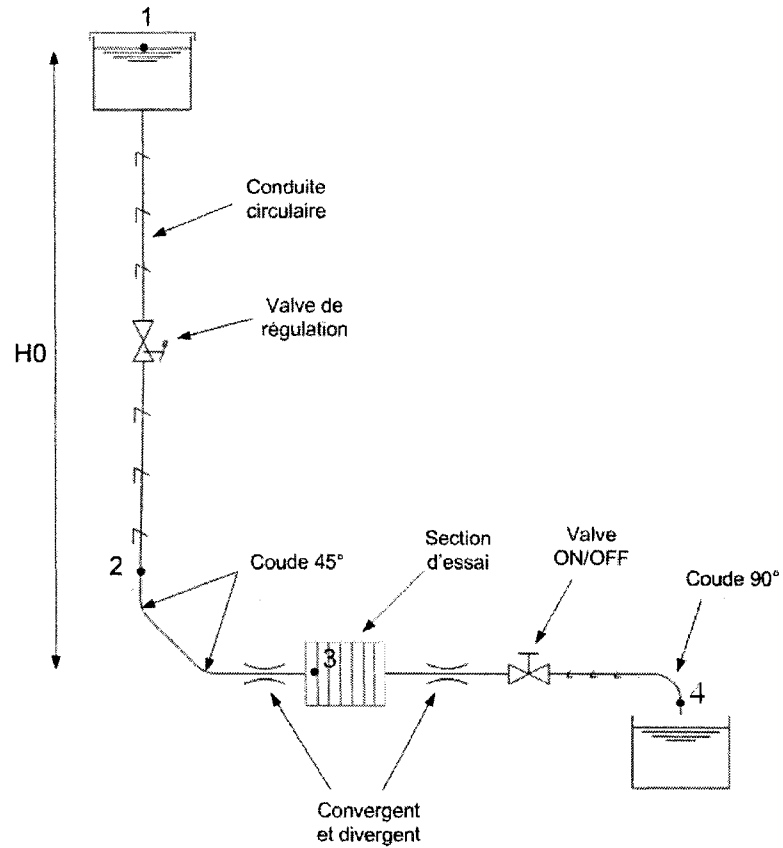 1
Conduite
circulaire
Valve de
régulation
H0
2
Coude 45°
Section
d'essai
Valve
ON/OFF
Coude 90°
3
4
Convergent
et divergent